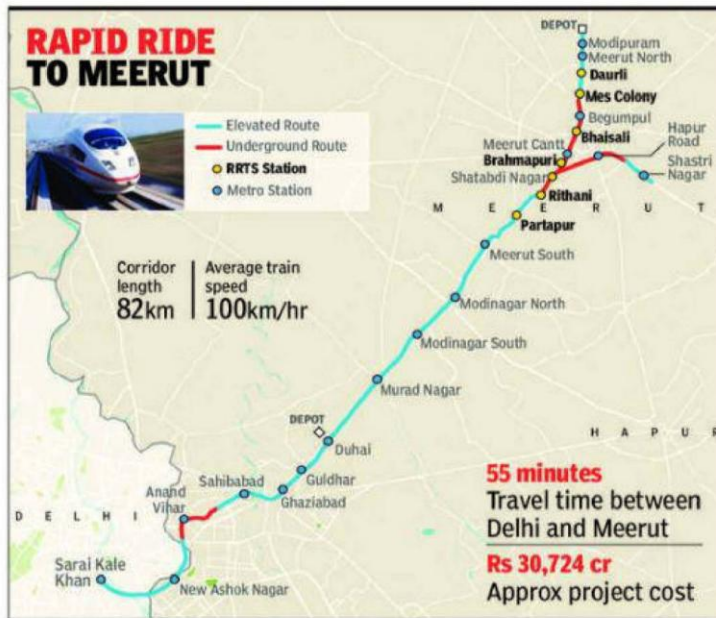 RAPID RIDE
TO MEERUT
Elevated Route
Underground Route
RRTS Station
Metro Station
DEPOT
Modipuram
Meerut North
Daurli
Mes Colony
Begumpul
Bhaisali
Hapur
Road
Meerut Cantt
Brahmapuri
Shatabdi Nagar
Shastri
Nagar
Rithani
MEERUT
Partapur
Meerut South
Corridor
length
82km
Average train
speed
100km/hr
Modinagar North
Modinagar South
Murad Nagar
DEPOT
HAPUR
Duhai
Guldhar
Sahibabad
Ghaziabad
Anand
Vihar
DELHI
Sarai Kale
Khan
New Ashok Nagar
55 minutes
Travel time between
Delhi and Meerut
Rs 30,724 cr
Approx project cost